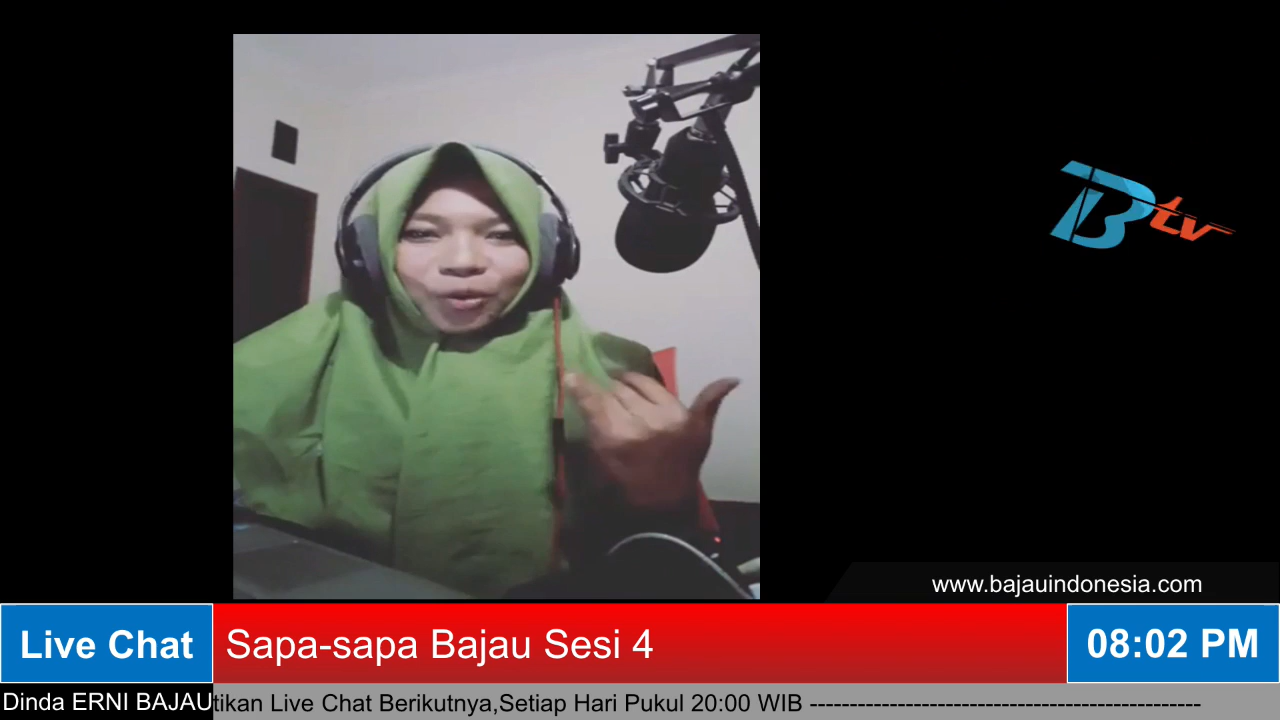 Btv
www.bajauindonesia.com
Live Chat
Sapa-sapa Bajau Sesi 4
08:02 PM
Dinda ERNI BAJAU
tikan Live Chat Berikutnya,Setiap Hari Pukul 20:00 WIB -------------------------------------------------